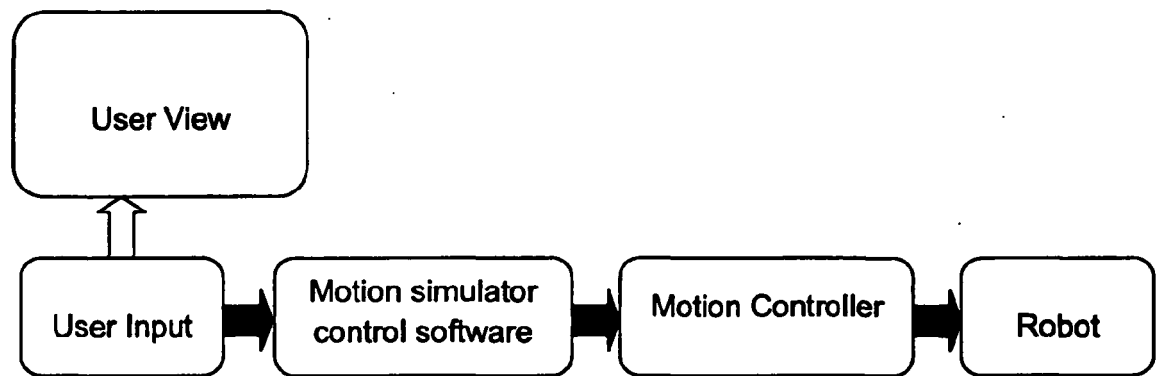 User View
User Input
Motion simulator
control software
Motion Controller
Robot